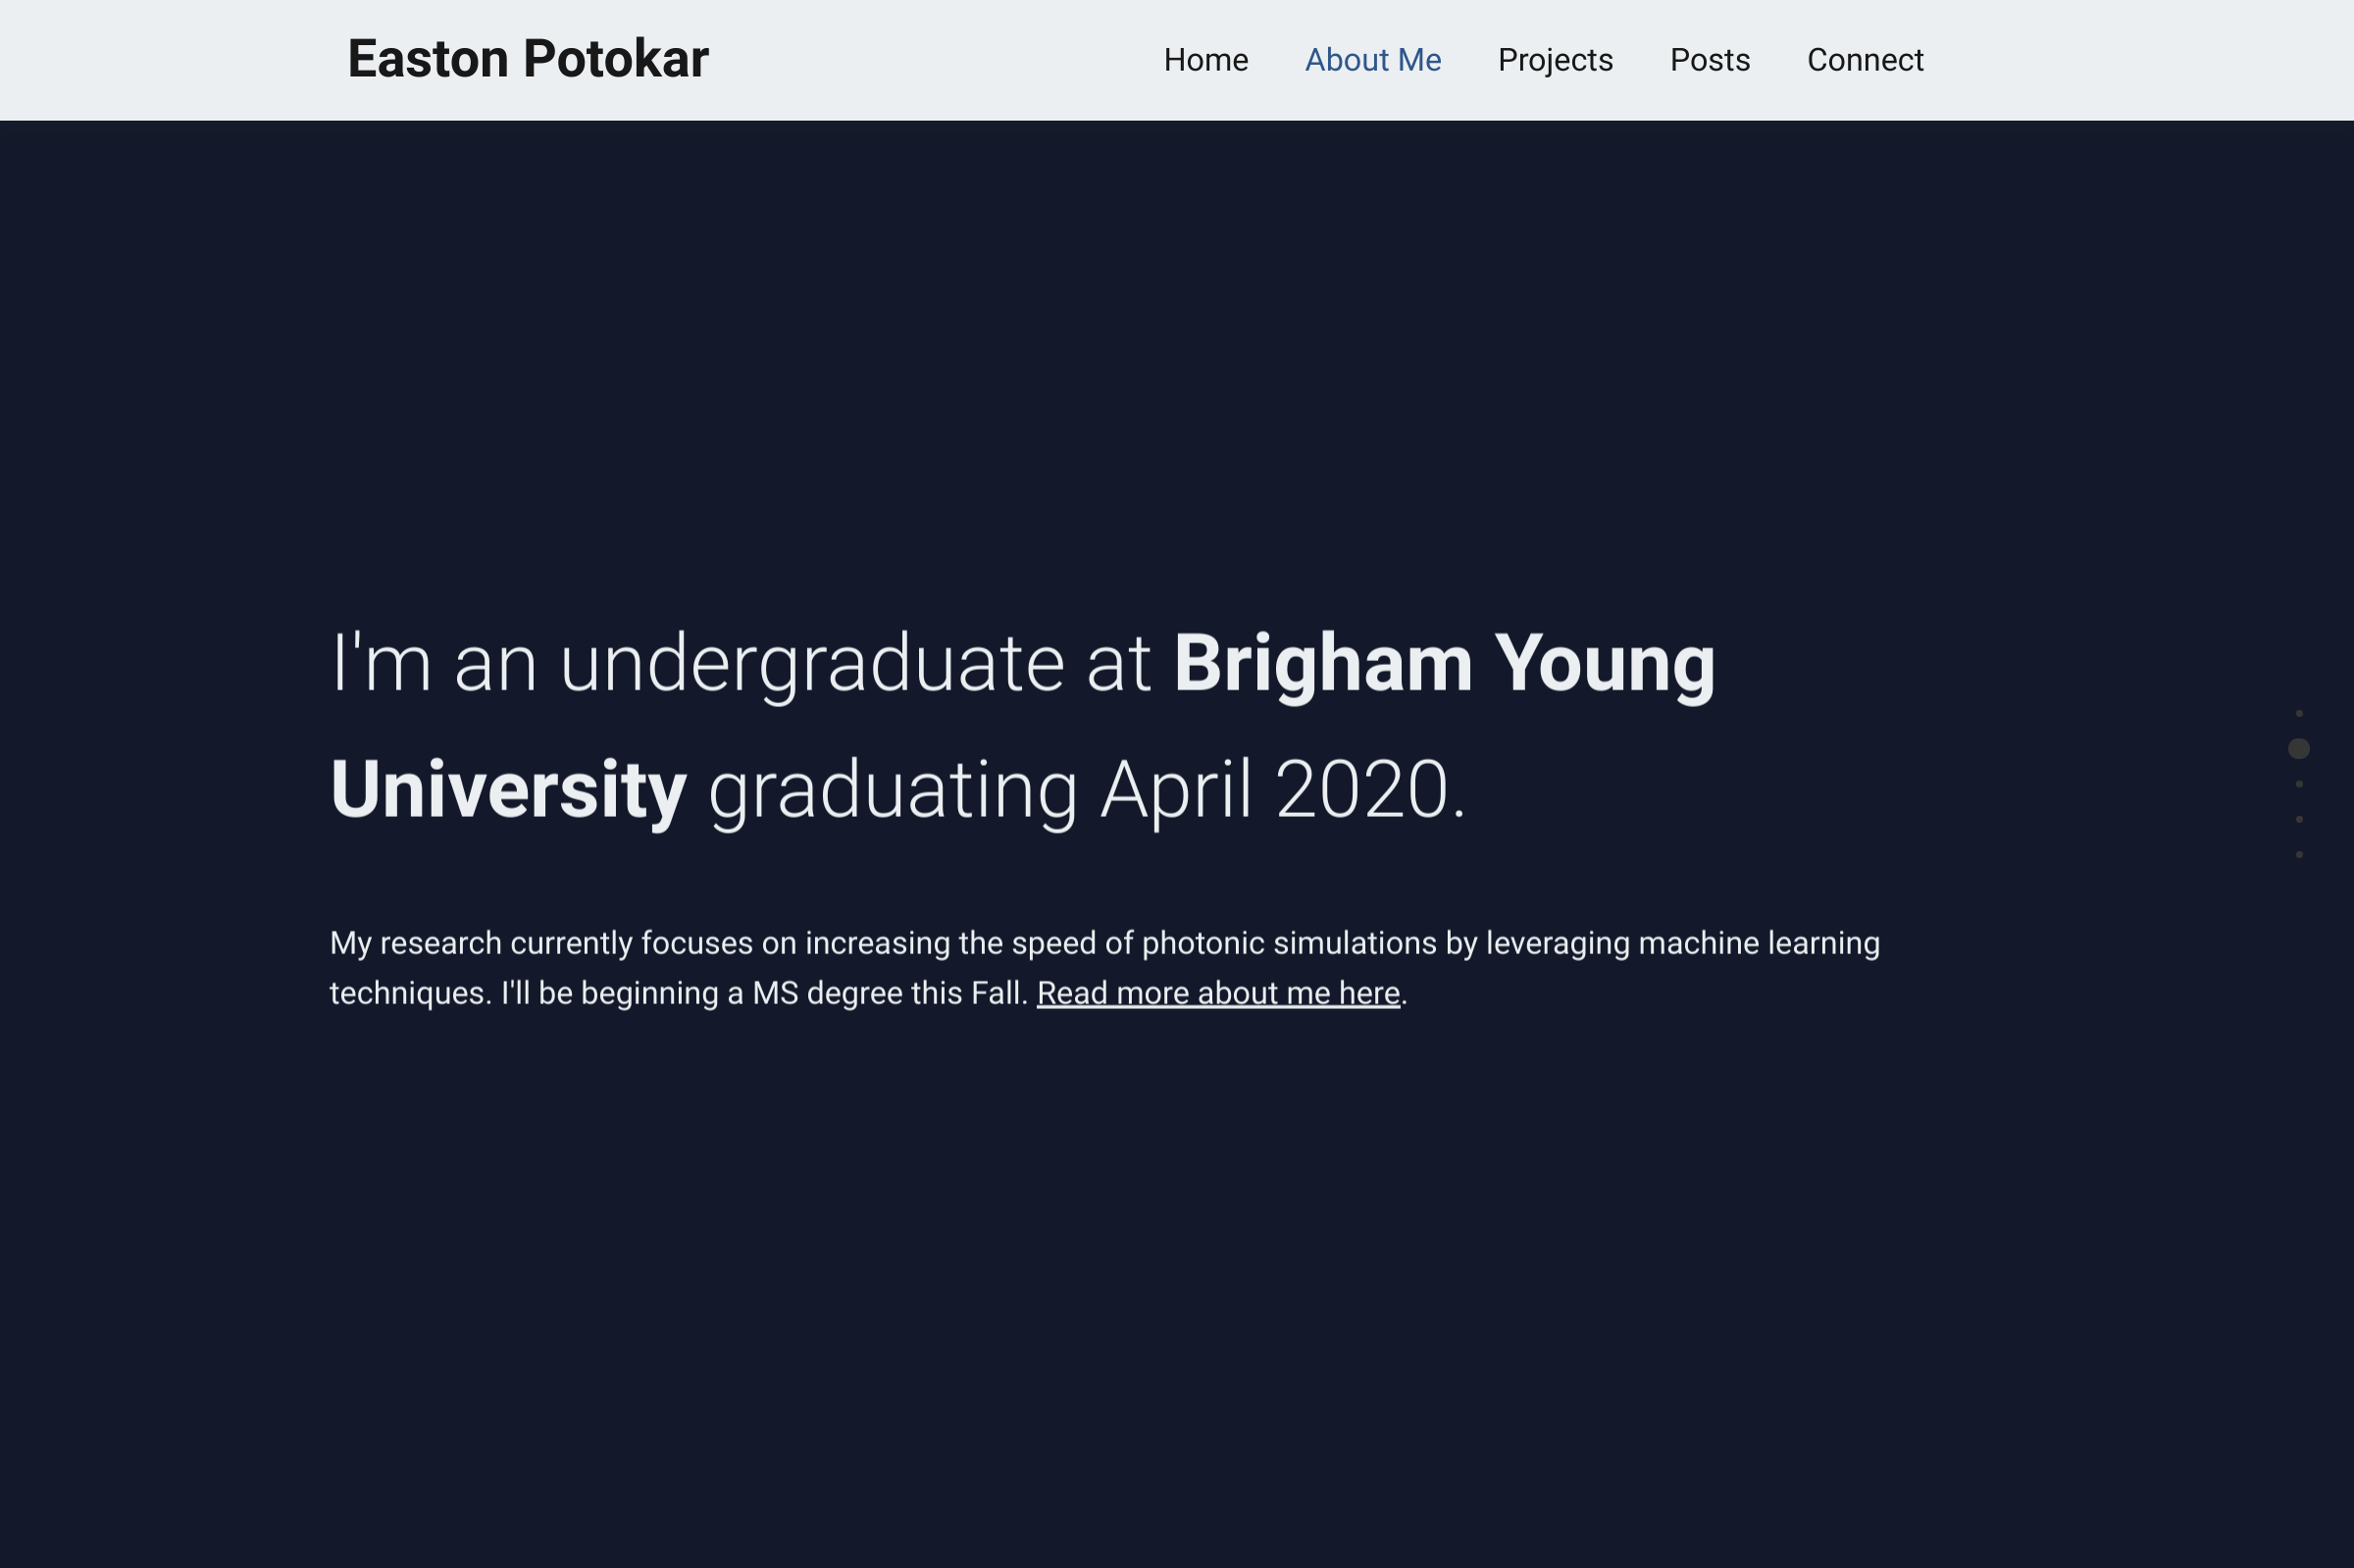 Easton Potokar
Home About Me Projects Posts Connect
I'm an undergraduate at Brigham Young
University graduating April 2020.
My research currently focuses on increasing the speed of photonic simulations by leveraging machine learning
techniques. I'll be beginning a MS degree this Fall. Read more about me here.